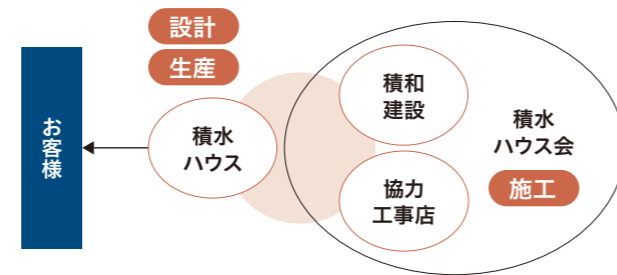 お客様
設計
生産
積水
ハウス
積和
建設
協力
工事店
積水
ハウス会
施工